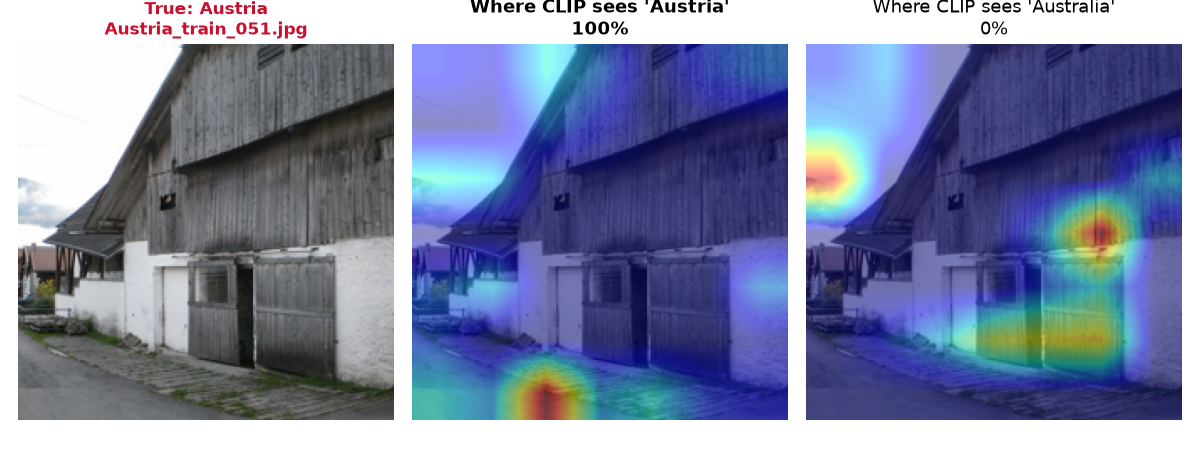 True: Austria
Austria_train_051.jpg
Where CLIP sees 'Austria'
100%
Where CLIP sees 'Australia'
0%